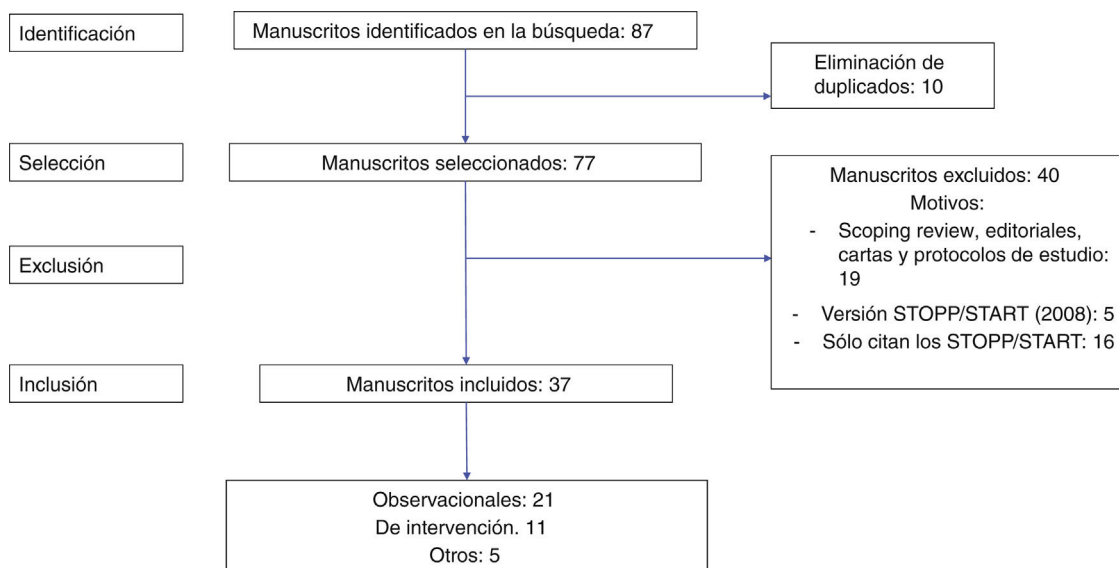 Identificación
Manuscritos identificados en la búsqueda: 87
Eliminación de
duplicados: 10
Selección
Manuscritos seleccionados: 77
Manuscritos excluidos: 40
Motivos:
- Scoping review, editoriales,
cartas y protocolos de estudio:
19
- Versión STOPP/START (2008): 5
- Sólo citan los STOPP/START: 16
Exclusión
Inclusión
Manuscritos incluidos: 37
Observacionales: 21
De intervención. 11
Otros: 5